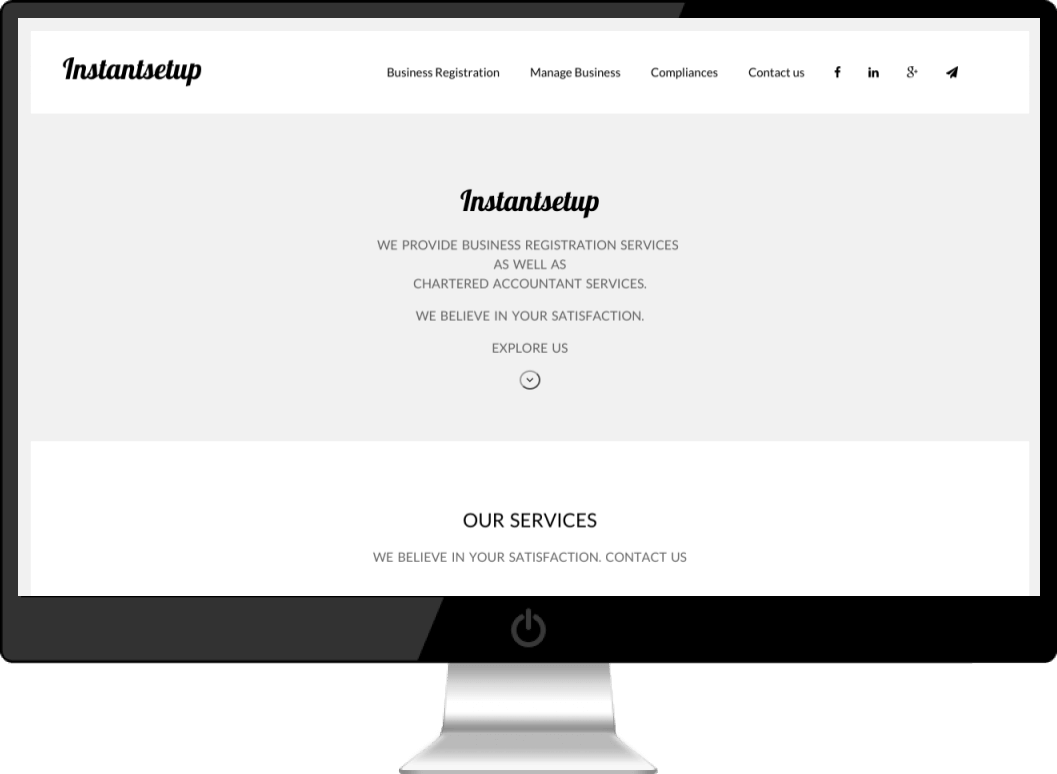 Instantsetup
Business Registration Manage Business Compliances Contact us
Instantsetup
WE PROVIDE BUSINESS REGISTRATION SERVICES
AS WELL AS
CHARTERED ACCOUNTANT SERVICES.
WE BELIEVE IN YOUR SATISFACTION.
EXPLORE US
OUR SERVICES
WE BELIEVE IN YOUR SATISFACTION. CONTACT US